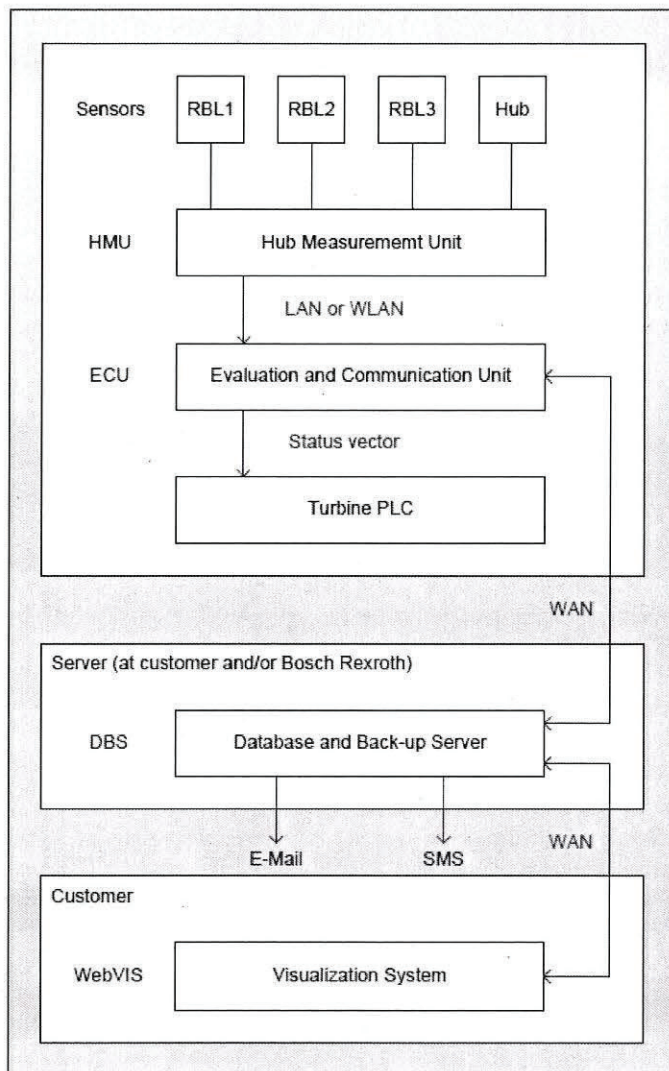 Sensors RBL1 RBL2 RBL3 Hub
HMU Hub Measurememt Unit
LAN or WLAN
ECU Evaluation and Communication Unit
Status vector
Turbine PLC
WAN
Server (at customer and/or Bosch Rexroth)
DBS Database and Back-up Server
E-Mail SMS WAN
Customer
WebVIS Visualization System